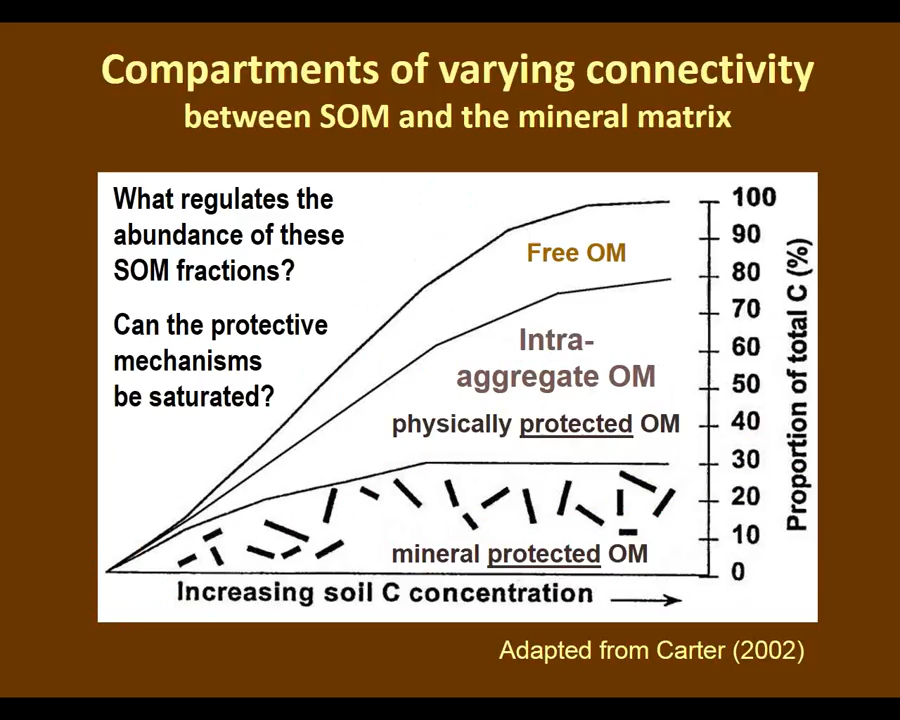 Compartments of varying connectivity
between SOM and the mineral matrix
What regulates the
abundance of these
SOM fractions?
Can the protective
mechanisms
be saturated?
Free OM
Intra-
aggregate OM
physically protected OM
mineral protected OM
100
90
80
70
60
50
40
30
20
10
0
Proportion of total C (%)
Increasing soil C concentration
Adapted from Carter (2002)